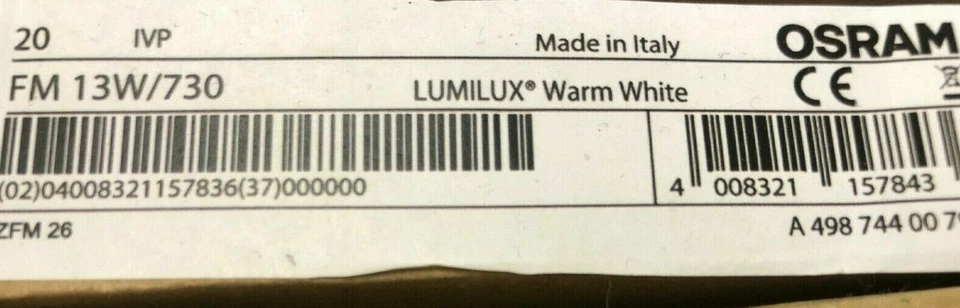 20 IVP Made in Italy OSRAM
FM 13W/730 LUMILUX® Warm White CE
(02)04008321157836(37)000000
4 008321 157843
ZFM 26 A 498 744 00